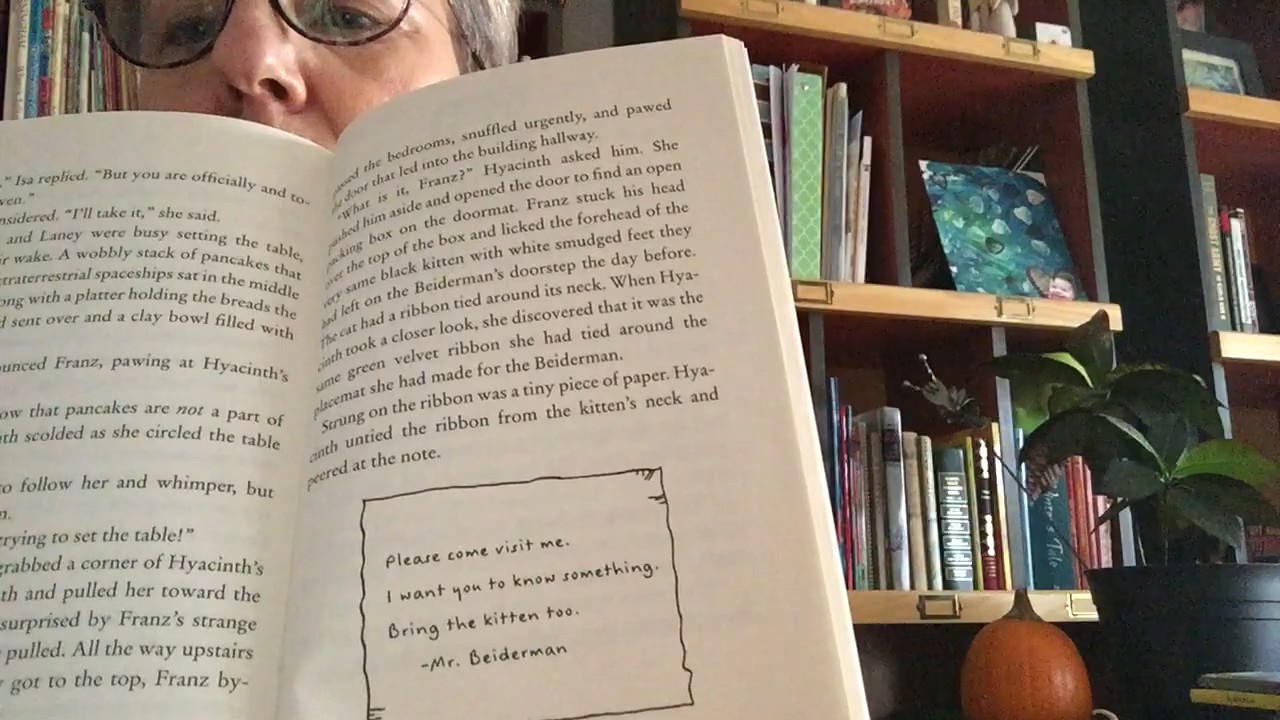 ," Isa replied. "But you are officially and to-
ven."
nsidered. "I'll take it," she said.
and Laney were busy setting the table,
r wake. A wobbly stack of pancakes that
traterrestrial spaceships sat in the middle
ong with a platter holding the breads the
d sent over and a clay bowl filled with
ounced Franz, pawing at Hyacinth's
ow that pancakes are not a part of
nth scolded as she circled the table
to follow her and whimper, but
n.
rying to set the table!"
grabbed a corner of Hyacinth's
th and pulled her toward the
surprised by Franz's strange
pulled. All the way upstairs
y got to the top, Franz by-
passed the bedrooms, snuffled urgently, and pawed
the door that led into the building hallway.
"What is it, Franz?" Hyacinth asked him. She
pushed him aside and opened the door to find an open
packing box on the doormat. Franz stuck his head
over the top of the box and licked the forehead of the
very same black kitten with white smudged feet they
had left on the Beiderman's doorstep the day before.
The cat had a ribbon tied around its neck. When Hya-
cinth took a closer look, she discovered that it was the
same green velvet ribbon she had tied around the
placemat she had made for the Beiderman.
Strung on the ribbon was a tiny piece of paper. Hya-
cinth untied the ribbon from the kitten's neck and
peered at the note.
Please come visit me.
I want you to know something.
Bring the kitten too.
-Mr. Beiderman